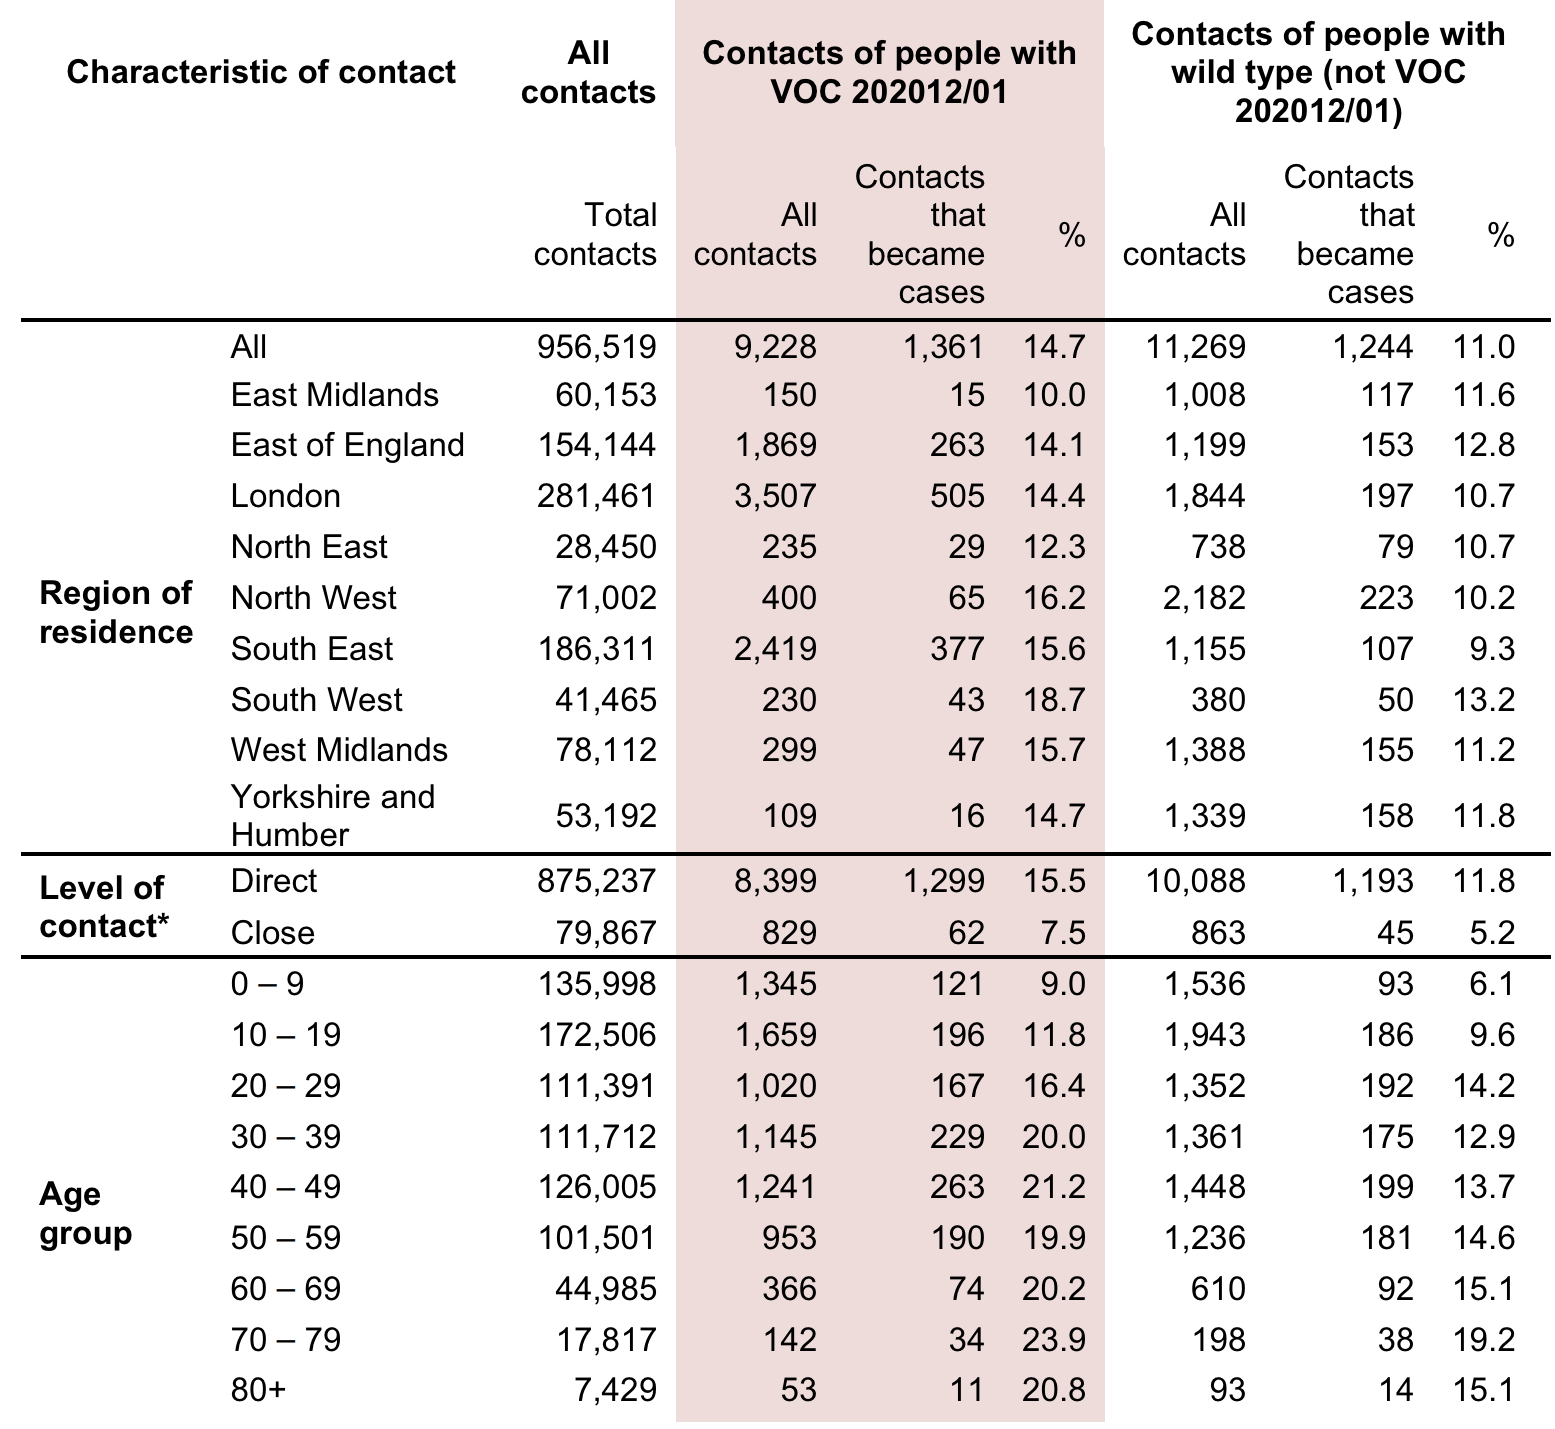 Characteristic of contact
All
contacts
Contacts of people with
VOC 202012/01
Contacts of people with
wild type (not VOC
202012/01)
Total
contacts
All
contacts
Contacts
that
became
cases
%
All
contacts
Contacts
that
became
cases
%
Region of
residence
All 956,519 9,228 1,361 14.7 11,269 1,244 11.0
East Midlands 60,153 150 15 10.0 1,008 117 11.6
East of England 154,144 1,869 263 14.1 1,199 153 12.8
London 281,461 3,507 505 14.4 1,844 197 10.7
North East 28,450 235 29 12.3 738 79 10.7
North West 71,002 400 65 16.2 2,182 223 10.2
South East 186,311 2,419 377 15.6 1,155 107 9.3
South West 41,465 230 43 18.7 380 50 13.2
West Midlands 78,112 299 47 15.7 1,388 155 11.2
Yorkshire and
Humber 53,192 109 16 14.7 1,339 158 11.8
Level of
contact*
Direct 875,237 8,399 1,299 15.5 10,088 1,193 11.8
Close 79,867 829 62 7.5 863 45 5.2
Age
group
0 – 9 135,998 1,345 121 9.0 1,536 93 6.1
10 – 19 172,506 1,659 196 11.8 1,943 186 9.6
20 – 29 111,391 1,020 167 16.4 1,352 192 14.2
30 – 39 111,712 1,145 229 20.0 1,361 175 12.9
40 – 49 126,005 1,241 263 21.2 1,448 199 13.7
50 – 59 101,501 953 190 19.9 1,236 181 14.6
60 – 69 44,985 366 74 20.2 610 92 15.1
70 – 79 17,817 142 34 23.9 198 38 19.2
80+ 7,429 53 11 20.8 93 14 15.1